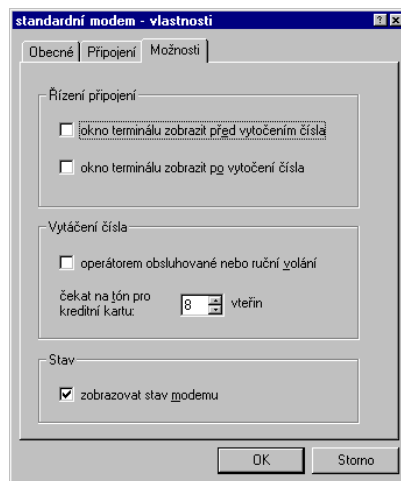 standardní modem - vlastnosti
Obecné Připojení Možnosti
Řízení připojení
okno terminálu zobrazit před vytočením čísla
okno terminálu zobrazit po vytočení čísla
Vytáčení čísla
operátorem obsluhované nebo ruční volání
čekat na tón pro
kreditní kartu: 8 vteřin
Stav
zobrazovat stav modemu
OK Storno